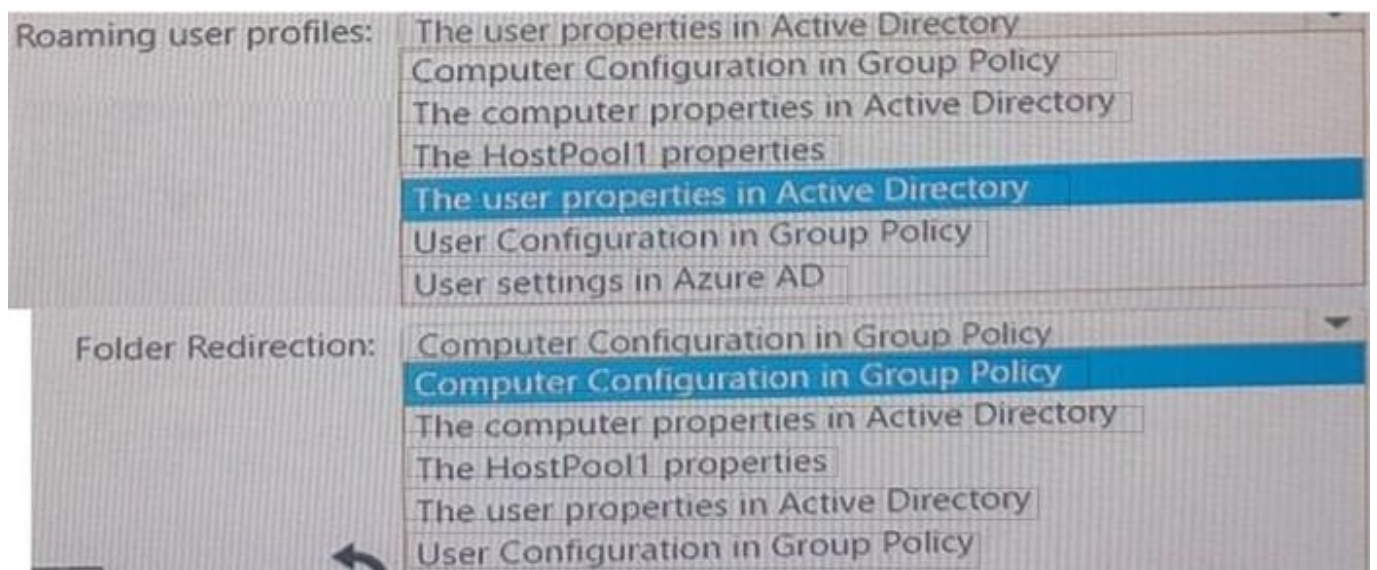 Roaming user profiles: The user properties in Active Directory
Computer Configuration in Group Policy
The computer properties in Active Directory
The HostPool1 properties
The user properties in Active Directory
User Configuration in Group Policy
User settings in Azure AD
Folder Redirection: Computer Configuration in Group Policy
Computer Configuration in Group Policy
The computer properties in Active Directory
The HostPool1 properties
The user properties in Active Directory
User Configuration in Group Policy